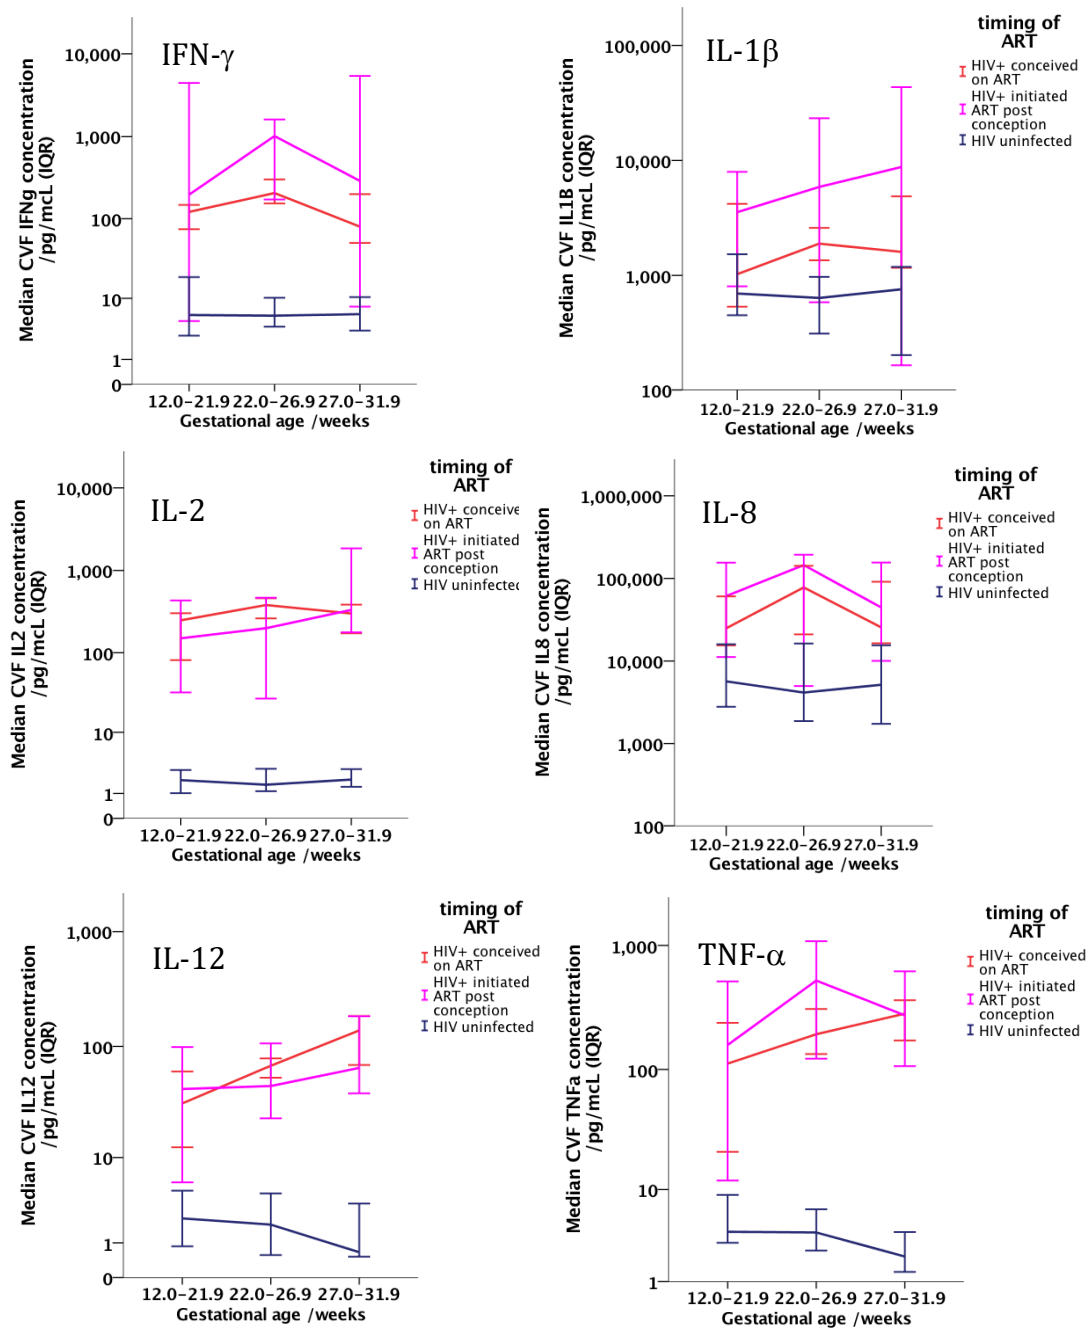 IFN-γ
Median CVF IFNg concentration
/pg/mcL (IQR)
10,000
1,000
100
10
1
0
12.0-21.9 22.0-26.9 27.0-31.9
Gestational age /weeks
IL-1β
Median CVF IL1B concentration
/pg/mcL (IQR)
100,000
10,000
1,000
100
12.0-21.9 22.0-26.9 27.0-31.9
Gestational age /weeks
timing of
ART
HIV+ conceived
on ART
HIV+ initiated
ART post
conception
HIV uninfected
IL-2
Median CVF IL2 concentration
/pg/mcL (IQR)
10,000
1,000
100
10
1
0
12.0-21.9 22.0-26.9 27.0-31.9
Gestational age /weeks
timing of
ART
HIV+ conceive
on ART
HIV+ initiated
ART post
conception
HIV uninfected
IL-8
Median CVF IL8 concentration
/pg/mcL (IQR)
1,000,000
100,000
10,000
1,000
100
12.0-21.9 22.0-26.9 27.0-31.9
Gestational age /weeks
timing of
ART
HIV+ conceived
on ART
HIV+ initiated
ART post
conception
HIV uninfected
IL-12
Median CVF IL12 concentration
/pg/mcL (IQR)
1,000
100
10
1
0
12.0-21.9 22.0-26.9 27.0-31.9
Gestational age /weeks
timing of
ART
HIV+ conceived
on ART
HIV+ initiated
ART post
conception
HIV uninfected
TNF-α
Median CVF TNFa concentration
/pg/mcL (IQR)
1,000
100
10
1
12.0-21.9 22.0-26.9 27.0-31.9
Gestational age /weeks
timing of
ART
HIV+ conceived
on ART
HIV+ initiated
ART post
conception
HIV uninfected